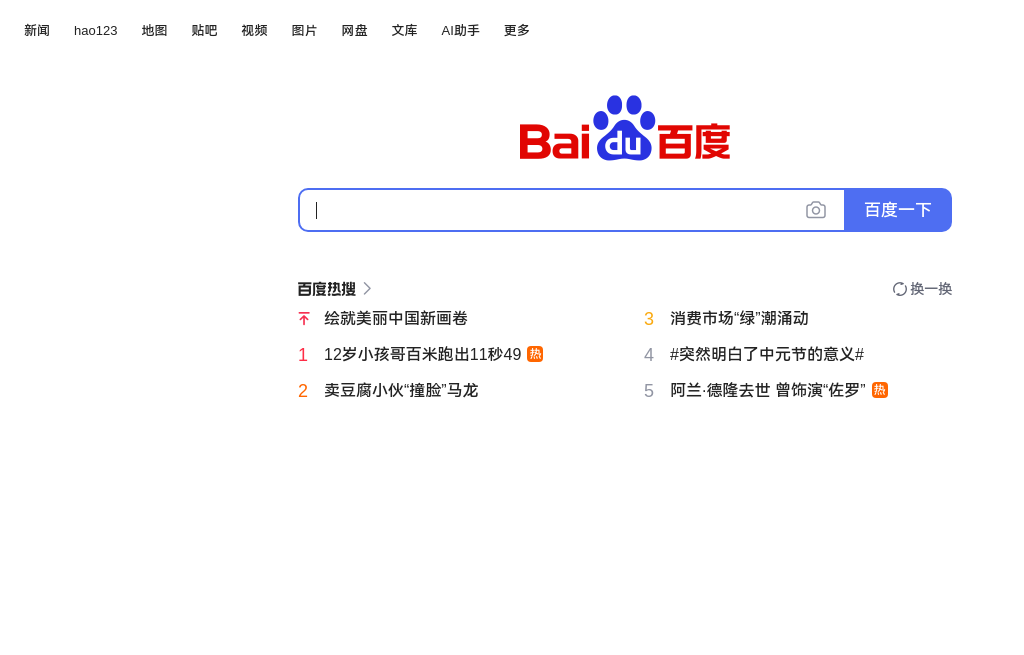 新闻 hao123 地图 贴吧 视频 图片 网盘 文库 AI助手 更多
Bai du 百度
百度一下
百度热搜 换一换
绘就美丽中国新画卷
1 12岁小孩哥百米跑出11秒49 热
2 卖豆腐小伙“撞脸”马龙
3 消费市场“绿”潮涌动
4 #突然明白了中元节的意义#
5 阿兰·德隆去世 曾饰演“佐罗” 热